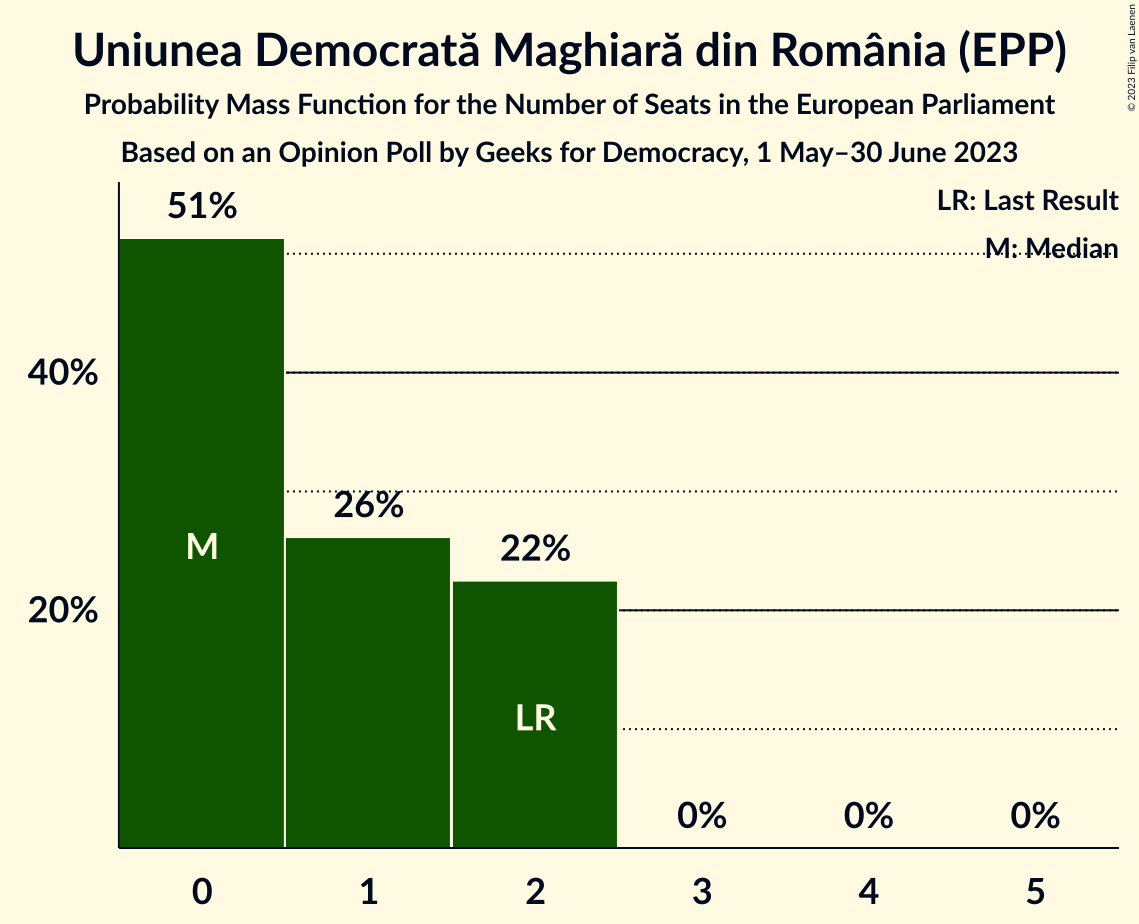 Uniunea Democrată Maghiară din România (EPP)
Probability Mass Function for the Number of Seats in the European Parliament
Based on an Opinion Poll by Geeks for Democracy, 1 May–30 June 2023
© 2023 Filip van Laenen
LR: Last Result
M: Median
51%
40%
26%
M
22%
20%
LR
0% 0% 0%
0 1 2 3 4 5